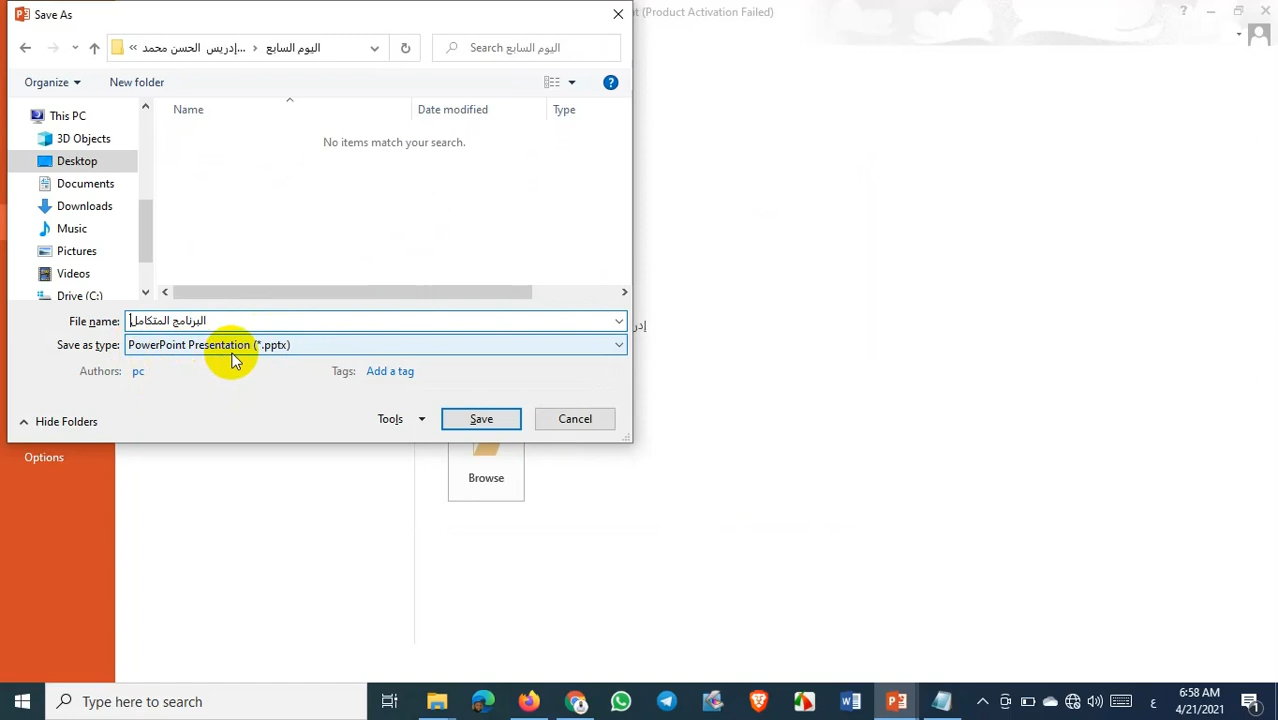 Save As
nt (Product Activation Failed)
إدريس الحسن محمد...
اليوم السابع
Search اليوم السابع
Organize
New folder
This PC
3D Objects
Desktop
Documents
Downloads
Music
Pictures
Videos
Drive (C:)
Name
Date modified
Type
No items match your search.
File name:
البرنامج المتكامل
Save as type:
PowerPoint Presentation (*.pptx)
Authors:
pc
Tags:
Add a tag
Hide Folders
Tools
Save
Cancel
إدر
Options
Browse
Type here to search
ع
6:58 AM
4/21/2021
1